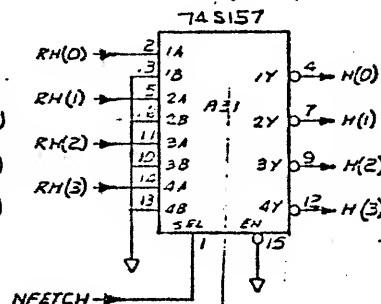 74S157
RH(0) 2 1A
3 1B 1Y 4 H(0)
RH(1) 5 2A A31
6 2B 2Y 7 H(1)
RH(2) 11 3A
10 3B 3Y 9 H(2)
RH(3) 14 4A
13 4B 4Y 12 H(3)
SEL EN
1 15
NFETCH